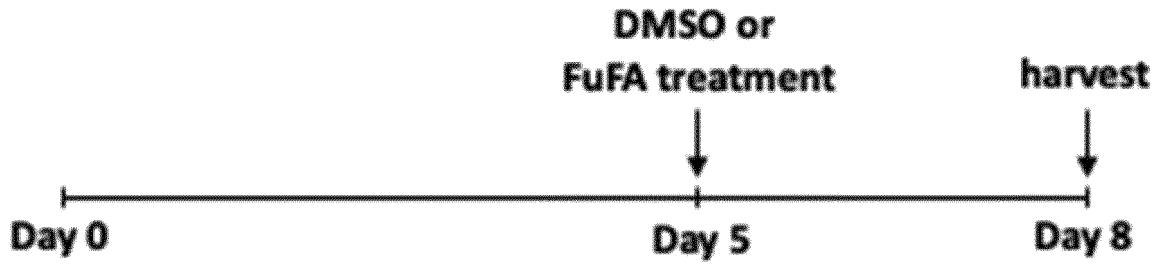 DMSO or
FuFA treatment
harvest
Day 0
Day 5
Day 8